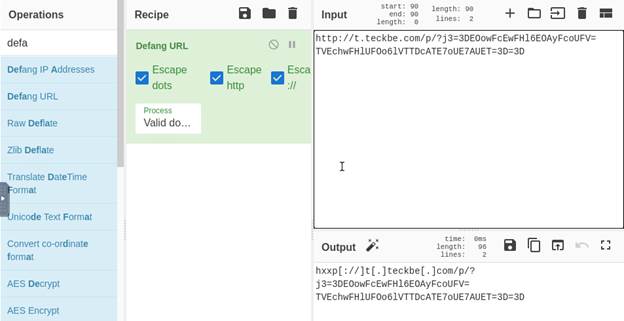 Operations
defa
Defang IP Addresses
Defang URL
Raw Deflate
Zlib Deflate
Translate DateTime
Format
Unicode Text Format
Convert co-ordinate
format
AES Decrypt
AES Encrypt
Recipe
Defang URL
Escape
dots
Escape
http
Esca
://
Process
Valid do...
Input
start: 90
end: 90
length: 0
length: 90
lines: 2
http://t.teckbe.com/p/?j3=3DEOowFcEwFHl6EOAyFcoUFV=
TVEchwFHlUFOo6lVTTDcATE7oUE7AUET=3D=3D
Output
time: 0ms
length: 96
lines: 2
hxxp[://]t[.]teckbe[.]com/p/?
j3=3DEOowFcEwFHl6EOAyFcoUFV=
TVEchwFHlUFOo6lVTTDcATE7oUE7AUET=3D=3D